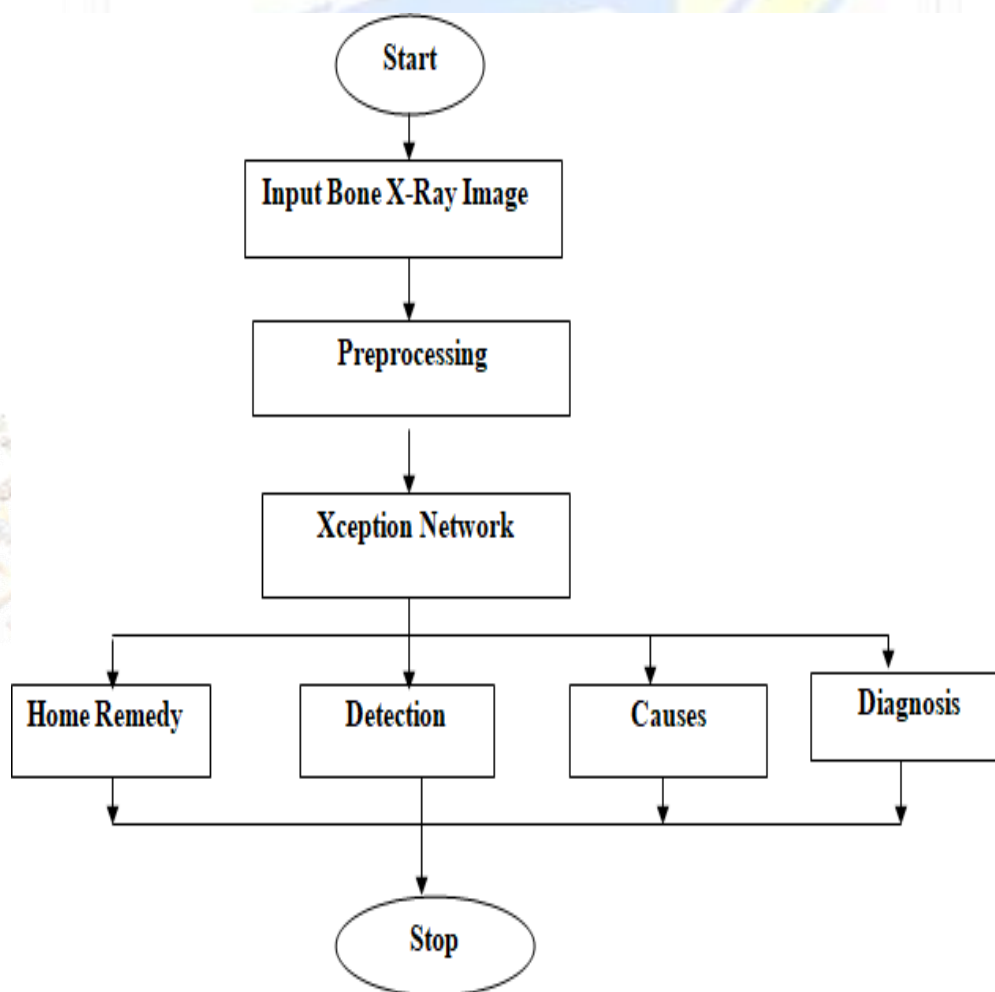 Start
Input Bone X-Ray Image
Preprocessing
Xception Network
Home Remedy
Detection
Causes
Diagnosis
Stop